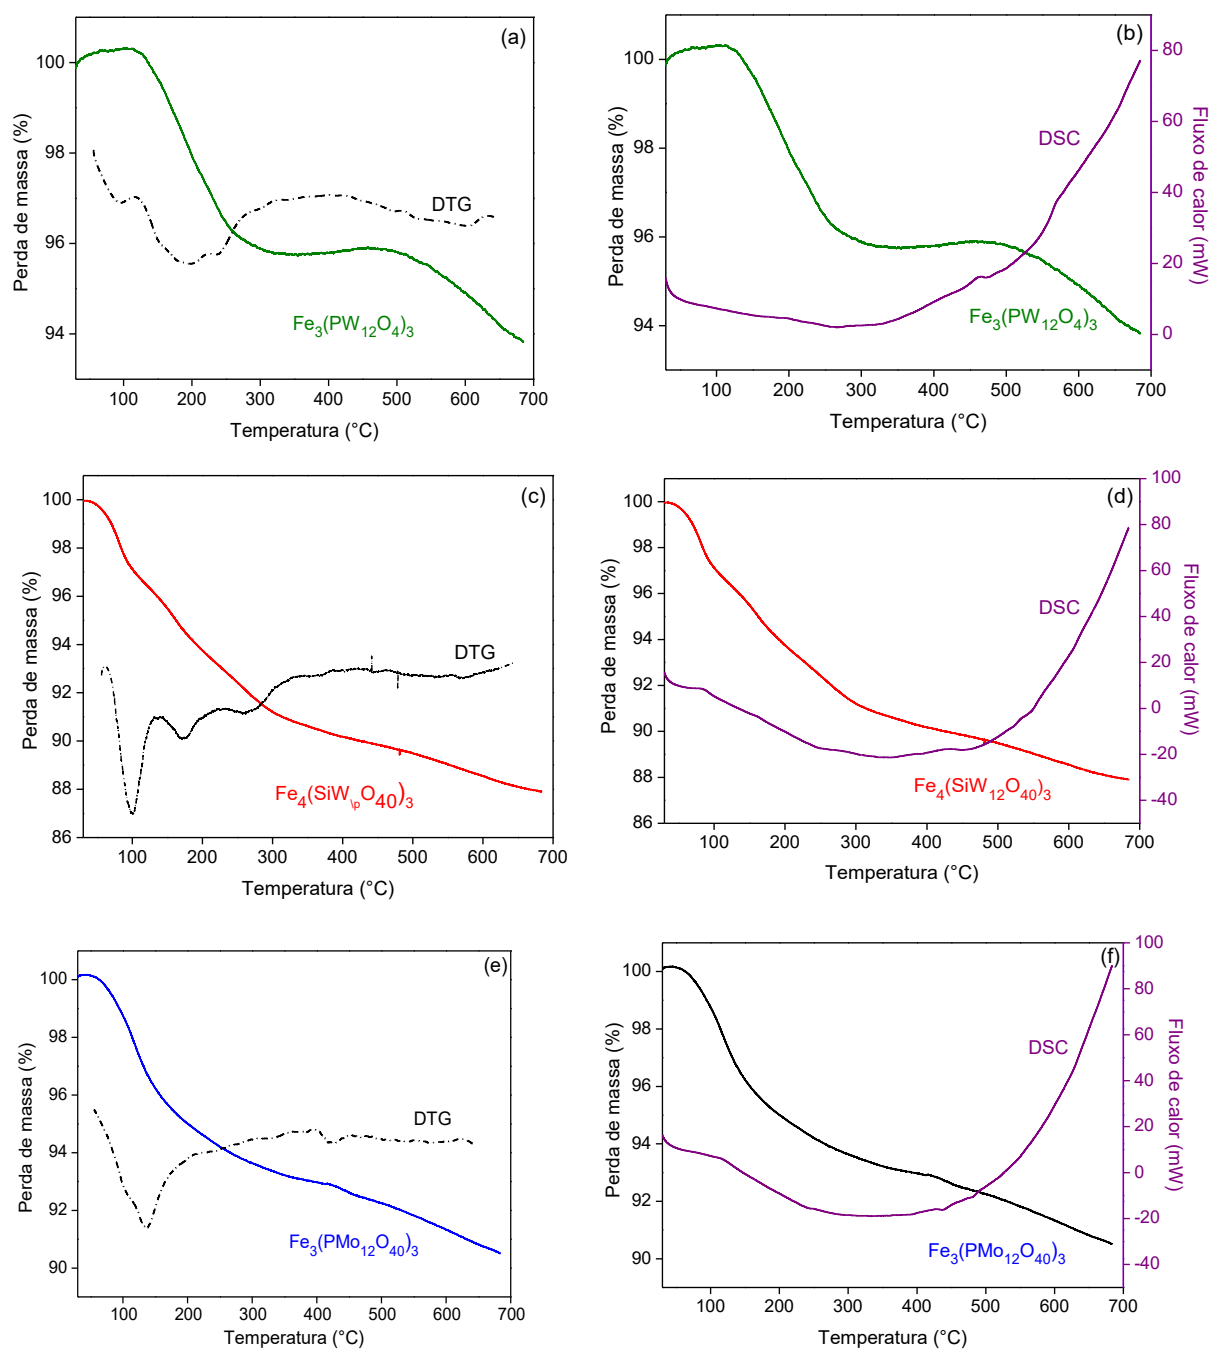 (a)
Perda de massa (%)
100
98
96
94
DTG
Fe3(PW12O4)3
100 200 300 400 500 600 700
Temperatura (°C)
(b)
Perda de massa (%)
100
98
96
94
DSC
Fe3(PW12O4)3
80
60
40
20
0
Fluxo de calor (mW)
100 200 300 400 500 600 700
Temperatura (°C)
(c)
Perda de massa (%)
100
98
96
94
92
90
88
86
DTG
Fe4(SiW\pO40)3
100 200 300 400 500 600 700
Temperatura (°C)
(d)
Perda de massa (%)
100
98
96
94
92
90
88
86
DSC
Fe4(SiW12O40)3
100
80
60
40
20
0
-20
-40
Fluxo de calor (mW)
100 200 300 400 500 600 700
Temperatura (°C)
(e)
Perda de massa (%)
100
98
96
94
92
90
DTG
Fe3(PMo12O40)3
100 200 300 400 500 600 700
Temperatura (°C)
(f)
Perda de massa (%)
100
98
96
94
92
90
DSC
Fe3(PMo12O40)3
100
80
60
40
20
0
-20
-40
Fluxo de calor (mW)
100 200 300 400 500 600 700
Temperatura (°C)